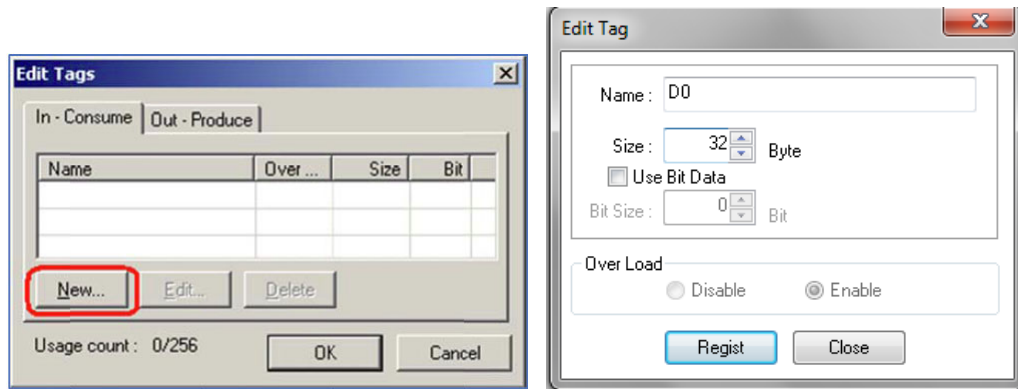 Edit Tags
In - Consume Out - Produce
Name Over ... Size Bit
New... Edit... Delete
Usage count : 0/256
OK Cancel
Edit Tag
Name : D0
Size : 32 Byte
Use Bit Data
Bit Size : 0 Bit
Over Load
Disable Enable
Regist Close